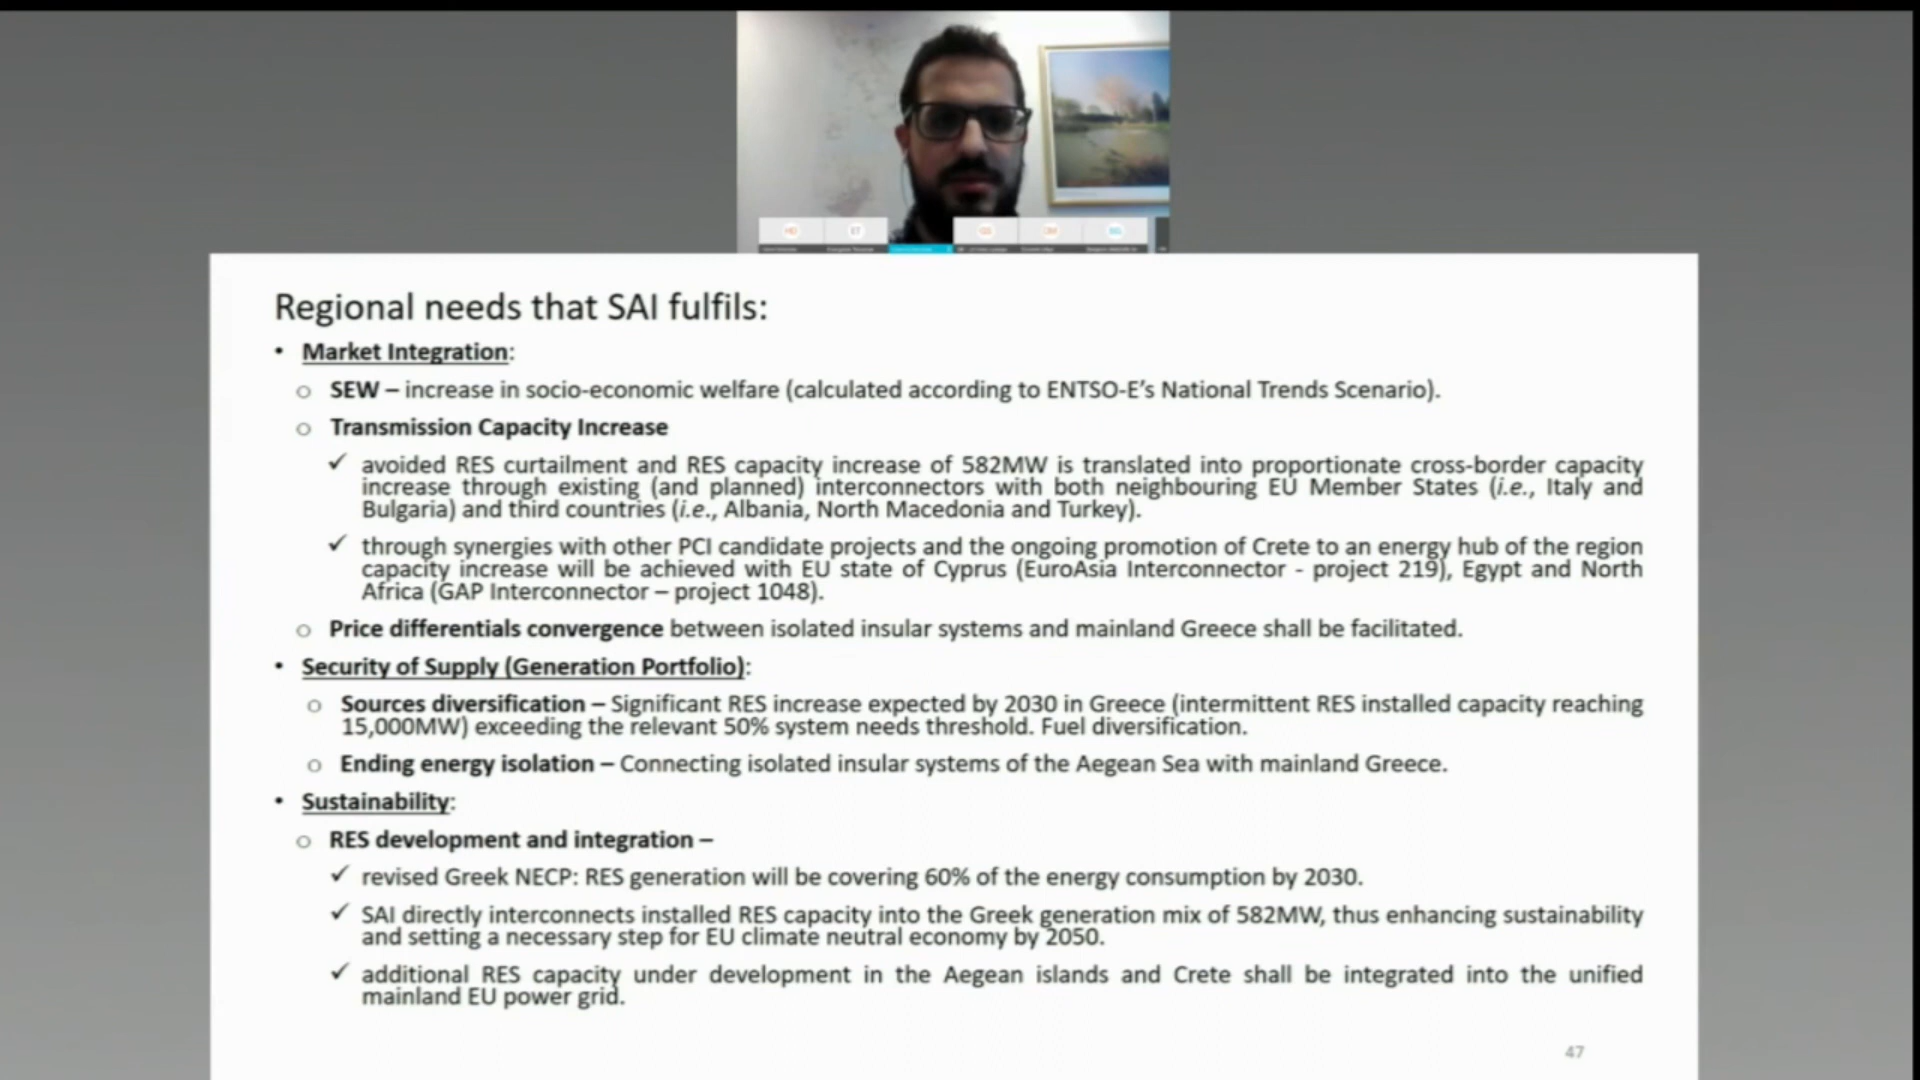 HD ET GS DM BG
Regional needs that SAI fulfils:
• Market Integration:
o SEW – increase in socio-economic welfare (calculated according to ENTSO-E’s National Trends Scenario).
o Transmission Capacity Increase
✓ avoided RES curtailment and RES capacity increase of 582MW is translated into proportionate cross-border capacity
increase through existing (and planned) interconnectors with both neighbouring EU Member States (i.e., Italy and
Bulgaria) and third countries (i.e., Albania, North Macedonia and Turkey).
✓ through synergies with other PCI candidate projects and the ongoing promotion of Crete to an energy hub of the region
capacity increase will be achieved with EU state of Cyprus (EuroAsia Interconnector - project 219), Egypt and North
Africa (GAP Interconnector – project 1048).
o Price differentials convergence between isolated insular systems and mainland Greece shall be facilitated.
• Security of Supply (Generation Portfolio):
o Sources diversification – Significant RES increase expected by 2030 in Greece (intermittent RES installed capacity reaching
15,000MW) exceeding the relevant 50% system needs threshold. Fuel diversification.
o Ending energy isolation – Connecting isolated insular systems of the Aegean Sea with mainland Greece.
• Sustainability:
o RES development and integration –
✓ revised Greek NECP: RES generation will be covering 60% of the energy consumption by 2030.
✓ SAI directly interconnects installed RES capacity into the Greek generation mix of 582MW, thus enhancing sustainability
and setting a necessary step for EU climate neutral economy by 2050.
✓ additional RES capacity under development in the Aegean islands and Crete shall be integrated into the unified
mainland EU power grid.
47